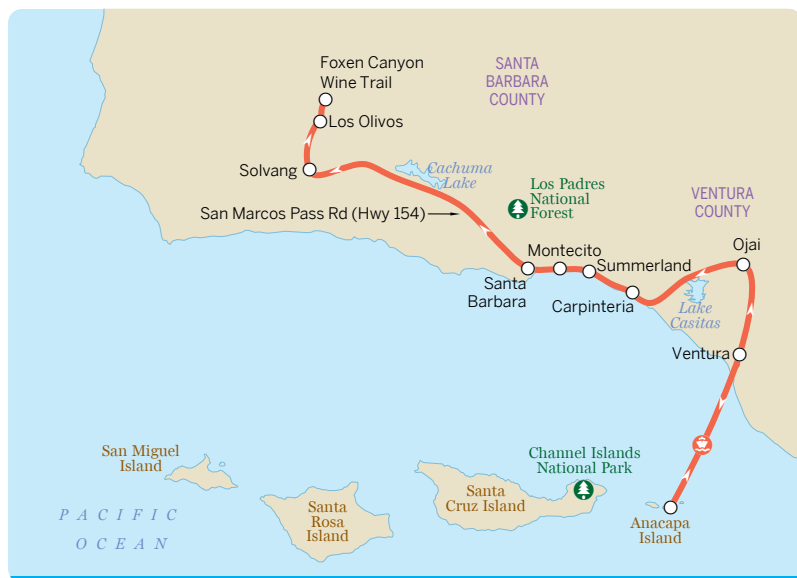 Foxen Canyon
Wine Trail
SANTA
BARBARA
COUNTY
Los Olivos
Solvang
Cachuma
Lake
Los Padres
National
Forest
VENTURA
COUNTY
San Marcos Pass Rd (Hwy 154)
Montecito
Ojai
Summerland
Santa
Barbara
Carpinteria
Lake
Casitas
Ventura
San Miguel
Island
Channel Islands
National Park
Santa
Cruz Island
Santa
Rosa
Island
Anacapa
Island
PACIFIC
OCEAN